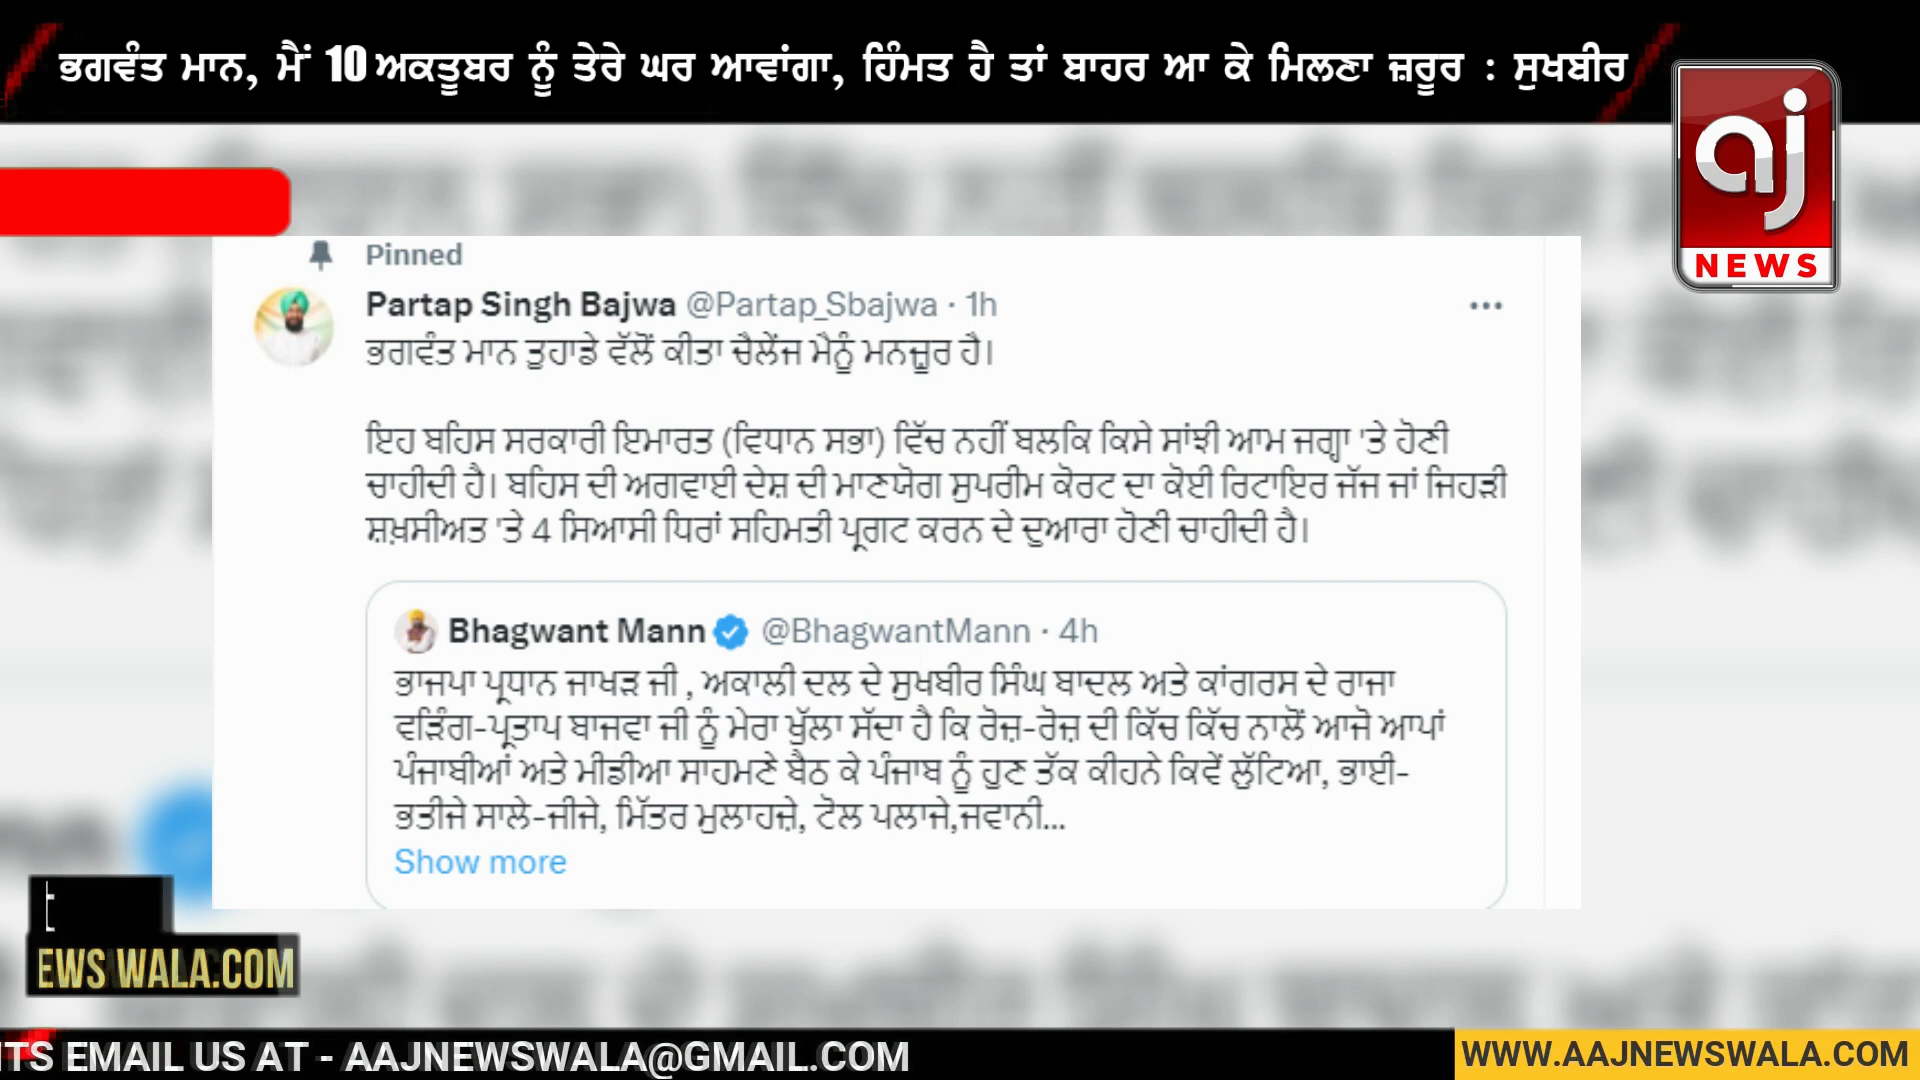 ਭਗਵੰਤ ਮਾਨ, ਮੈਂ 10 ਅਕਤੂਬਰ ਨੂੰ ਤੇਰੇ ਘਰ ਆਵਾਂਗਾ, ਹਿੰਮਤ ਹੈ ਤਾਂ ਬਾਹਰ ਆ ਕੇ ਮਿਲਣਾ ਜ਼ਰੂਰ : ਸੁਖਬੀਰ
aj
NEWS
Pinned
Partap Singh Bajwa @Partap_Sbajwa · 1h
ਭਗਵੰਤ ਮਾਨ ਤੁਹਾਡੇ ਵੱਲੋਂ ਕੀਤਾ ਚੈਲੇਂਜ ਮੈਨੂੰ ਮਨਜ਼ੂਰ ਹੈ।
ਇਹ ਬਹਿਸ ਸਰਕਾਰੀ ਇਮਾਰਤ (ਵਿਧਾਨ ਸਭਾ) ਵਿੱਚ ਨਹੀਂ ਬਲਕਿ ਕਿਸੇ ਸਾਂਝੀ ਆਮ ਜਗ੍ਹਾ 'ਤੇ ਹੋਣੀ
ਚਾਹੀਦੀ ਹੈ। ਬਹਿਸ ਦੀ ਅਗਵਾਈ ਦੇਸ਼ ਦੀ ਮਾਣਯੋਗ ਸੁਪਰੀਮ ਕੋਰਟ ਦਾ ਕੋਈ ਰਿਟਾਇਰ ਜੱਜ ਜਾਂ ਜਿਹੜੀ
ਸ਼ਖ਼ਸੀਅਤ 'ਤੇ 4 ਸਿਆਸੀ ਧਿਰਾਂ ਸਹਿਮਤੀ ਪ੍ਰਗਟ ਕਰਨ ਦੇ ਦੁਆਰਾ ਹੋਣੀ ਚਾਹੀਦੀ ਹੈ।
Bhagwant Mann @BhagwantMann · 4h
ਭਾਜਪਾ ਪ੍ਰਧਾਨ ਜਾਖੜ ਜੀ , ਅਕਾਲੀ ਦਲ ਦੇ ਸੁਖਬੀਰ ਸਿੰਘ ਬਾਦਲ ਅਤੇ ਕਾਂਗਰਸ ਦੇ ਰਾਜਾ
ਵੜਿੰਗ-ਪ੍ਰਤਾਪ ਬਾਜਵਾ ਜੀ ਨੂੰ ਮੇਰਾ ਖੁੱਲਾ ਸੱਦਾ ਹੈ ਕਿ ਰੋਜ਼-ਰੋਜ਼ ਦੀ ਕਿੱਚ ਕਿੱਚ ਨਾਲੋਂ ਆਜੋ ਆਪਾਂ
ਪੰਜਾਬੀਆਂ ਅਤੇ ਮੀਡੀਆ ਸਾਹਮਣੇ ਬੈਠ ਕੇ ਪੰਜਾਬ ਨੂੰ ਹੁਣ ਤੱਕ ਕੀਹਨੇ ਕਿਵੇਂ ਲੁੱਟਿਆ, ਭਾਈ-
ਭਤੀਜੇ ਸਾਲੇ-ਜੀਜੇ, ਮਿੱਤਰ ਮੁਲਾਹਜ਼ੇ, ਟੋਲ ਪਲਾਜੇ,ਜਵਾਨੀ...
Show more
t
EWS WALA.COM
ITS EMAIL US AT - AAJNEWSWALA@GMAIL.COM
WWW.AAJNEWSWALA.COM